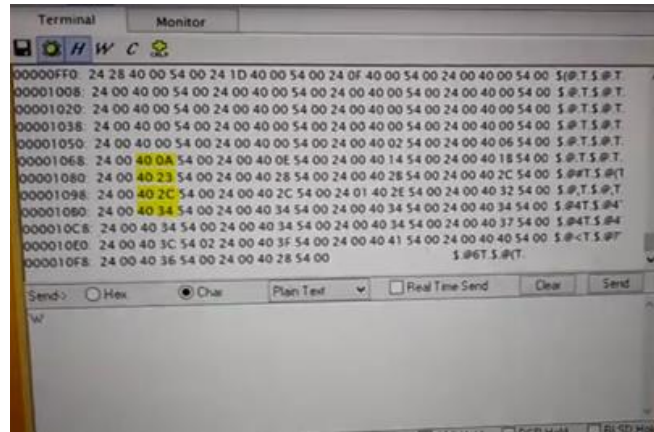 Terminal
Monitor
H W C
00000FF0: 24 28 40 00 54 00 24 1D 40 00 54 00 24 0F 40 00 54 00 24 00 40 00 54 00 $(@.T.$.@.T.
00001008: 24 00 40 00 54 00 24 00 40 00 54 00 24 00 40 00 54 00 24 00 40 00 54 00 $.@.T.$.@.T.
00001020: 24 00 40 00 54 00 24 00 40 00 54 00 24 00 40 00 54 00 24 00 40 00 54 00 $.@.T.$.@.T.
00001038: 24 00 40 00 54 00 24 00 40 00 54 00 24 00 40 00 54 00 24 00 40 00 54 00 $.@.T.$.@.T.
00001050: 24 00 40 00 54 00 24 00 40 00 54 00 24 00 40 02 54 00 24 00 40 06 54 00 $.@.T.$.@.T.
00001068: 24 00 40 0A 54 00 24 00 40 0E 54 00 24 00 40 14 54 00 24 00 40 1B 54 00 $.@.T.$.@.T.
00001080: 24 00 40 23 54 00 24 00 40 28 54 00 24 00 40 2B 54 00 24 00 40 2C 54 00 $.@#T.$.@(T
00001098: 24 00 40 2C 54 00 24 00 40 2C 54 00 24 01 40 2E 54 00 24 00 40 32 54 00 $.@,T.$.@,T
000010B0: 24 00 40 34 54 00 24 00 40 34 54 00 24 00 40 34 54 00 24 00 40 34 54 00 $.@4T.$.@4
000010C8: 24 00 40 34 54 00 24 00 40 34 54 00 24 00 40 34 54 00 24 00 40 37 54 00 $.@4T.$.@4
000010E0: 24 00 40 3C 54 02 24 00 40 3F 54 00 24 00 40 41 54 00 24 00 40 40 54 00 $.@<T.$.@?
000010F8: 24 00 40 36 54 00 24 00 40 28 54 00 $.@6T.$.@(T.
Send-> Hex Char Plain Text Real Time Send Clear Send
W